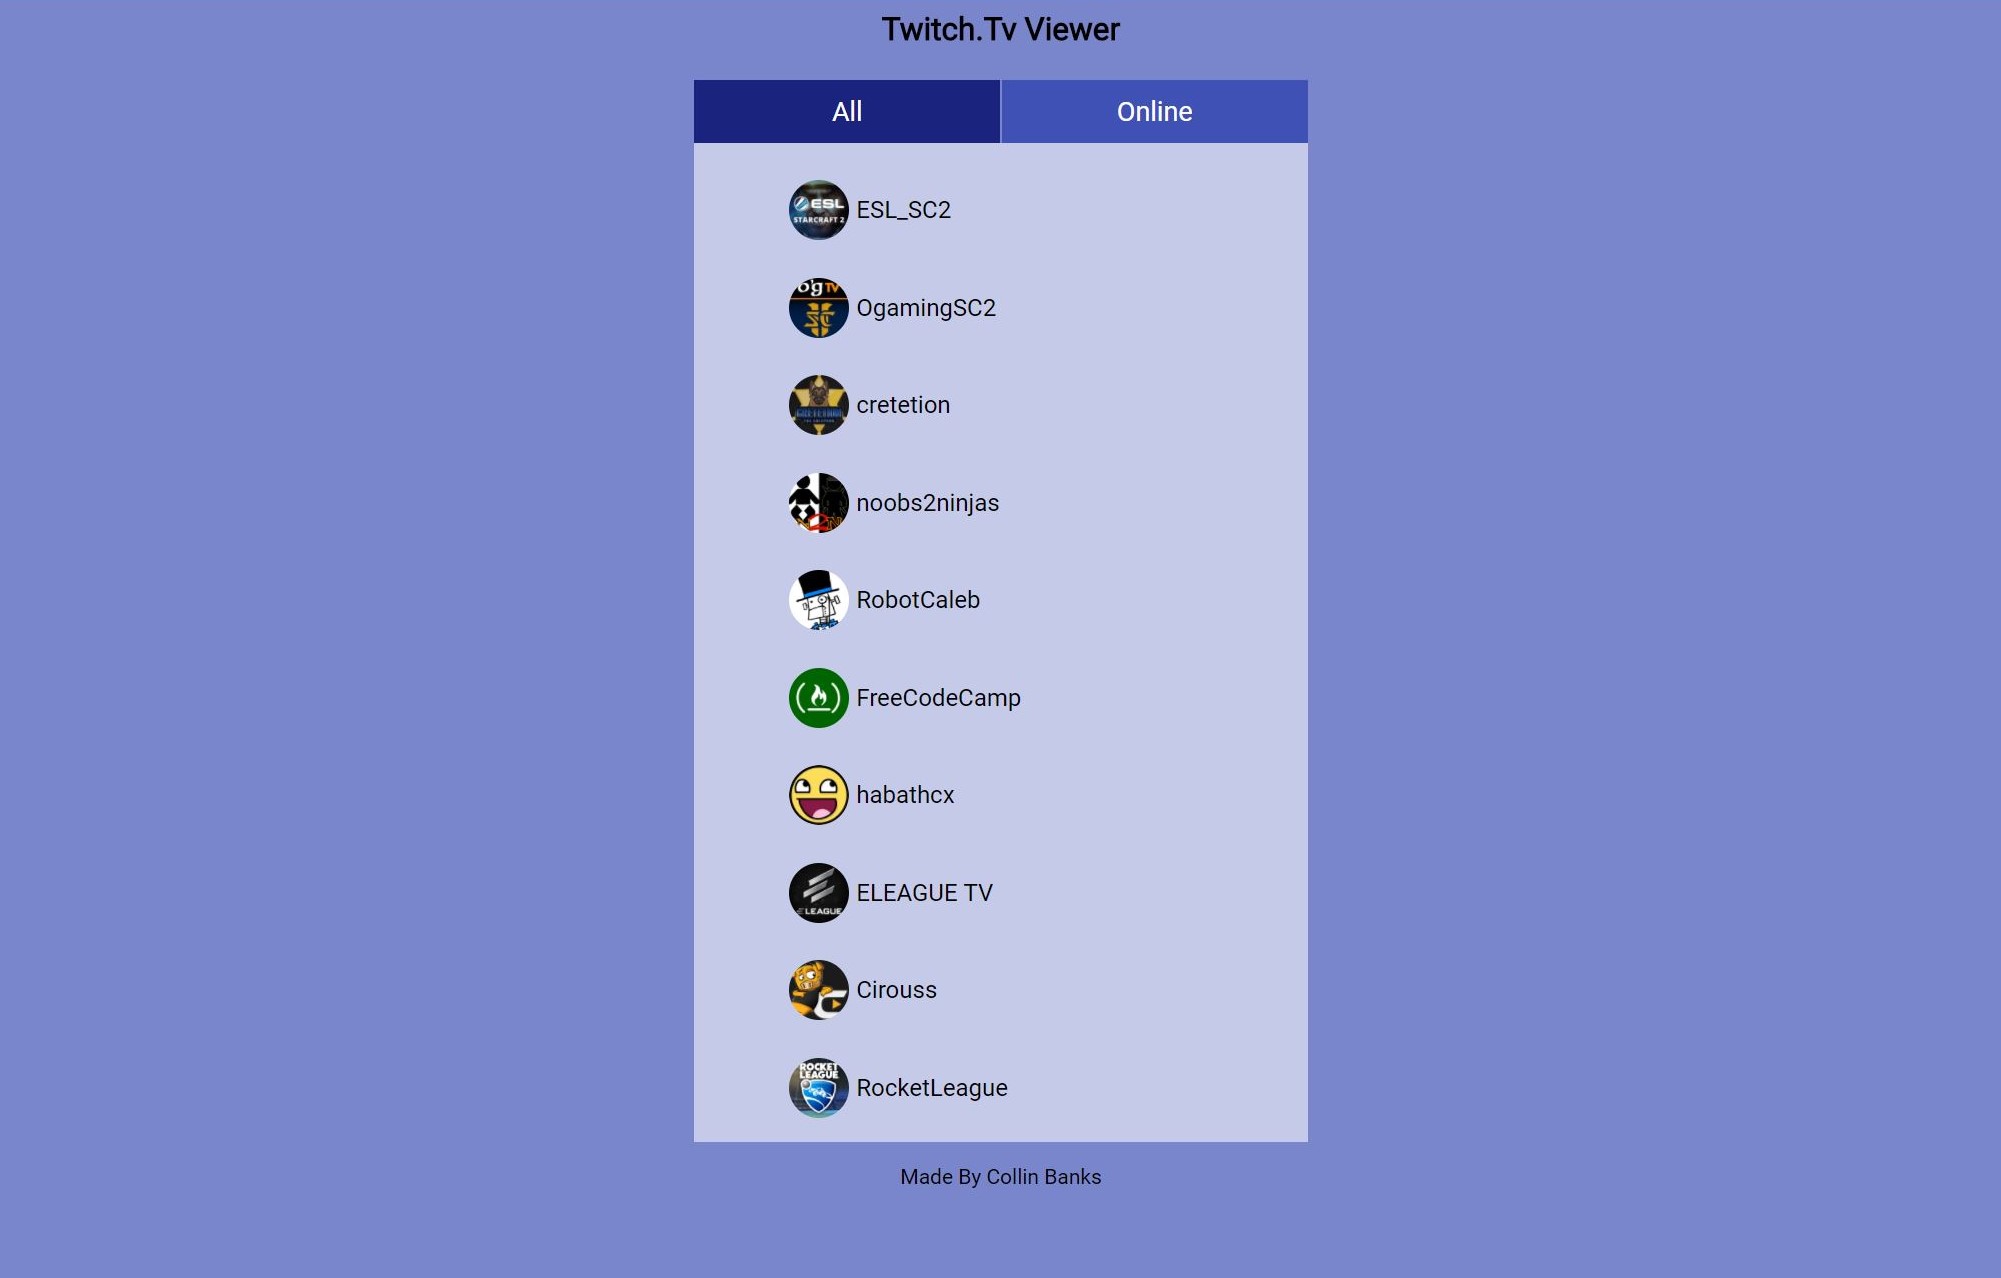 Twitch.Tv Viewer
All
Online
ESL
STARCRAFT 2
ESL_SC2
OgamingSC2
cretetion
noobs2ninjas
RobotCaleb
FreeCodeCamp
habathcx
ELEAGUE
ELEAGUE TV
Cirouss
ROCKET
LEAGUE
RocketLeague
Made By Collin Banks